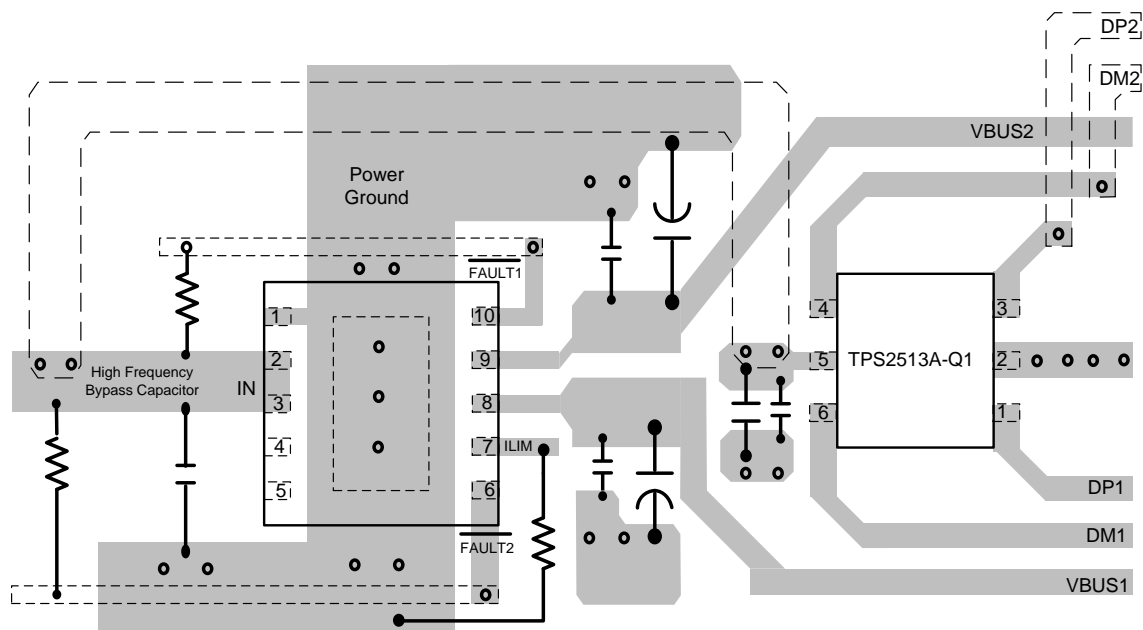 DP2
DM2
VBUS2
Power
Ground
FAULT1
1
10
4
3
2
9
High Frequency
Bypass Capacitor
IN
5
TPS2513A-Q1
2
3
8
6
1
4
7
ILIM
5
6
DP1
FAULT2
DM1
VBUS1